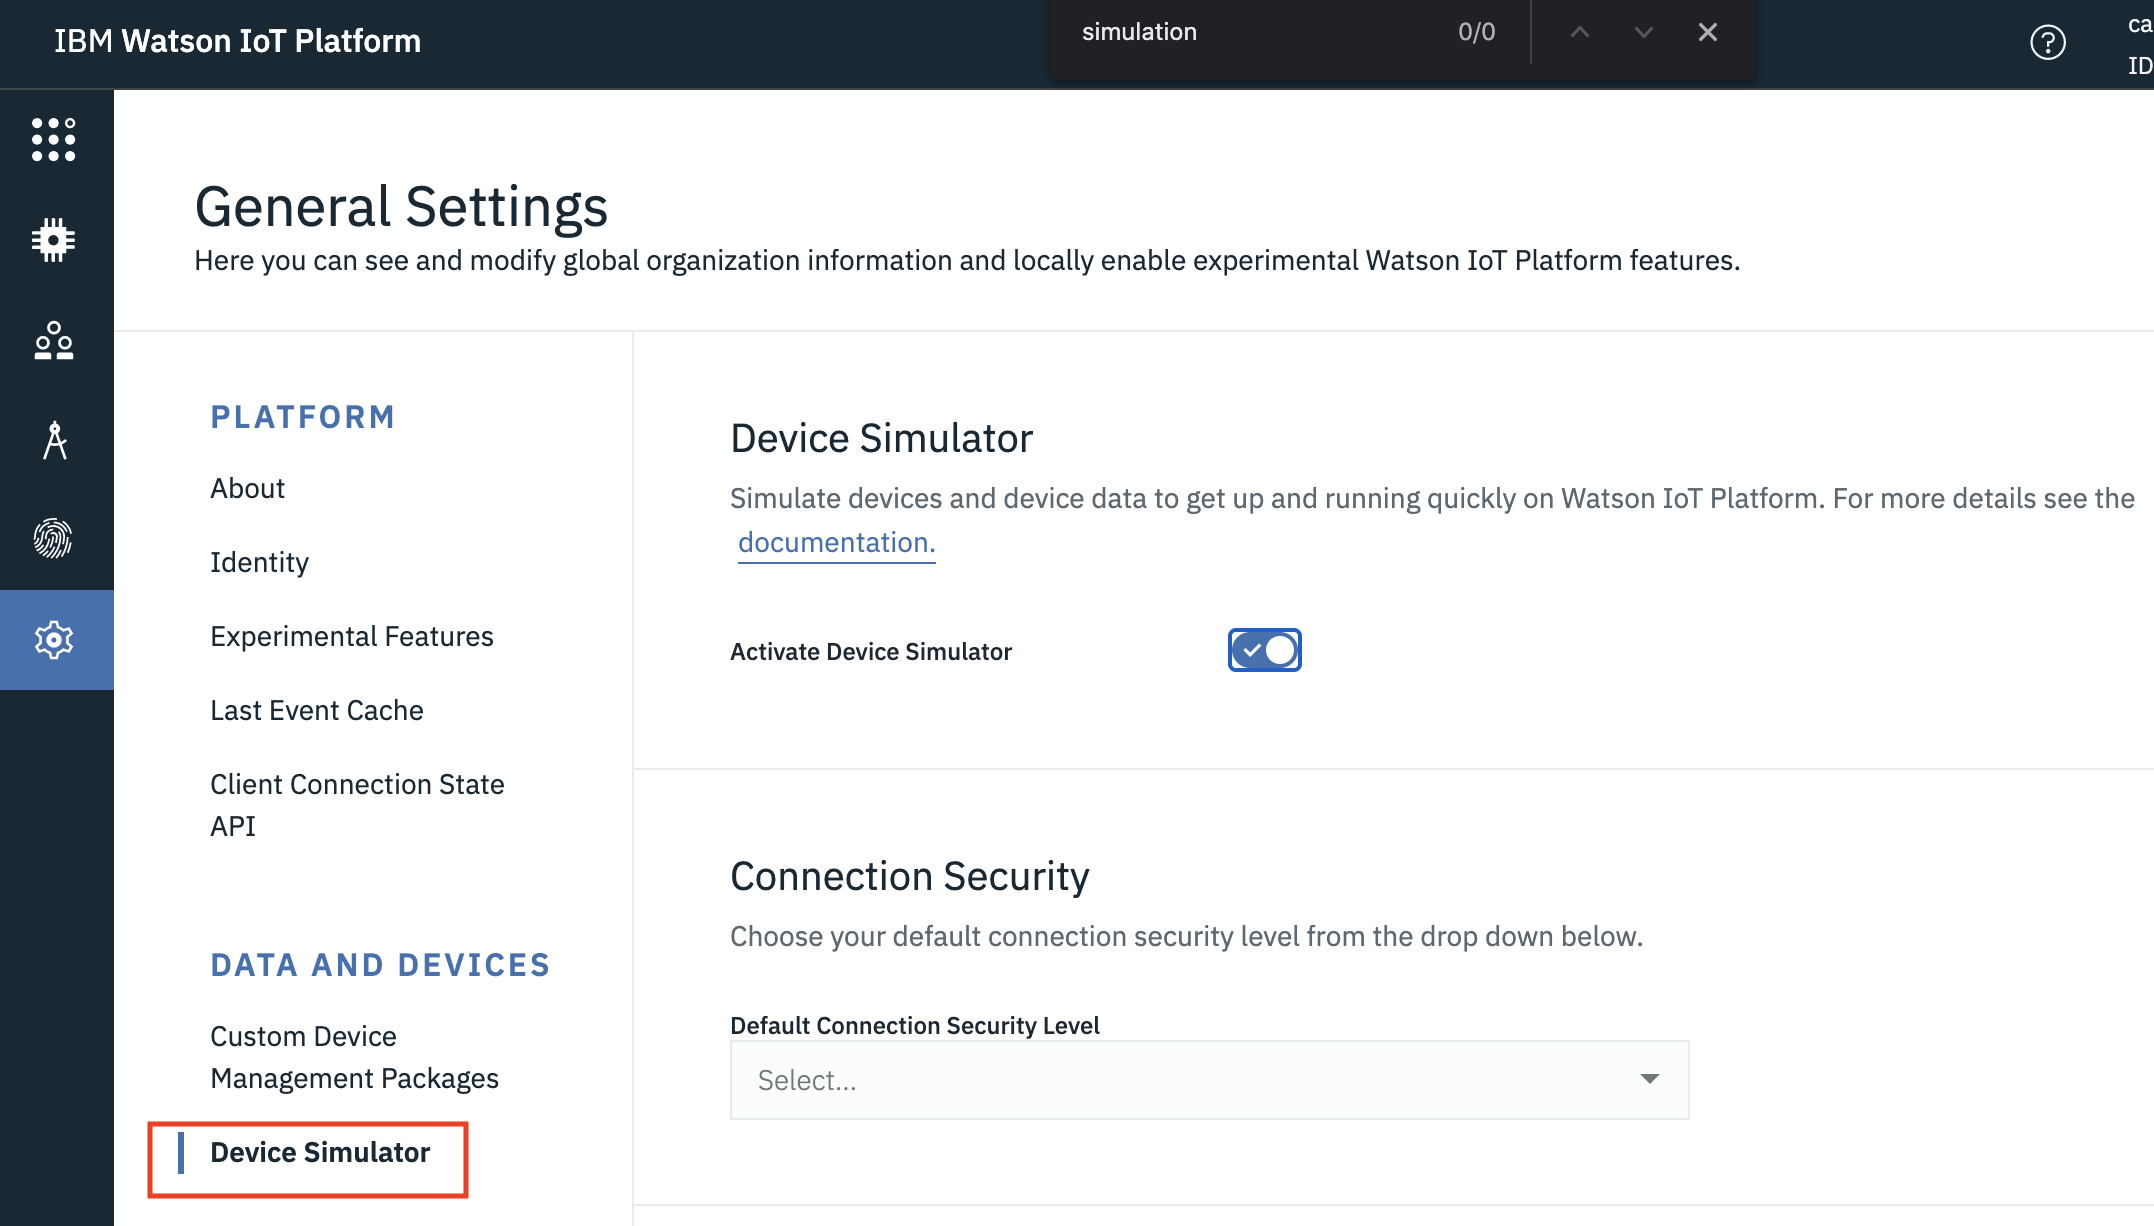 IBM Watson IoT Platform
simulation
0/0
ca
ID
General Settings
Here you can see and modify global organization information and locally enable experimental Watson IoT Platform features.
PLATFORM
About
Identity
Experimental Features
Last Event Cache
Client Connection State
API
DATA AND DEVICES
Custom Device
Management Packages
Device Simulator
Device Simulator
Simulate devices and device data to get up and running quickly on Watson IoT Platform. For more details see the
documentation.
Activate Device Simulator
Connection Security
Choose your default connection security level from the drop down below.
Default Connection Security Level
Select...